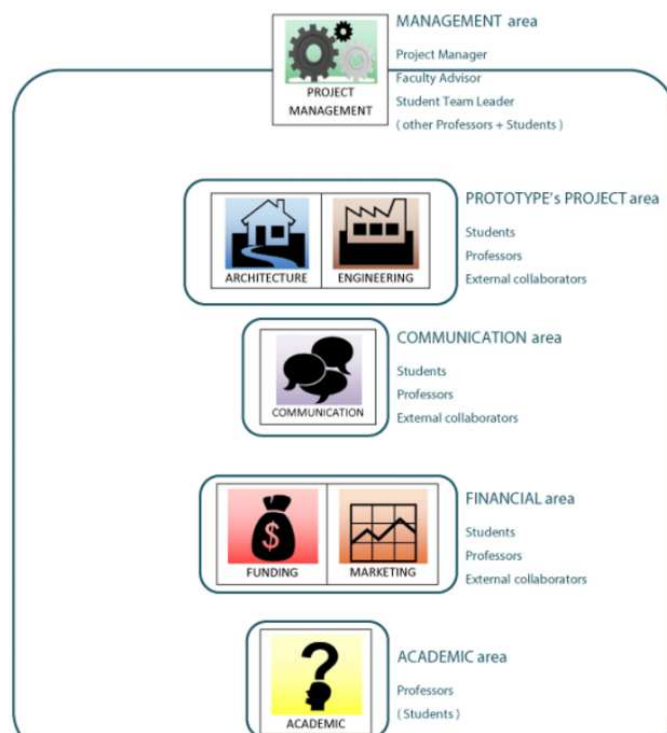 MANAGEMENT area
Project Manager
Faculty Advisor
Student Team Leader
( other Professors + Students )
PROJECT
MANAGEMENT
PROTOTYPE's PROJECT area
Students
Professors
External collaborators
ARCHITECTURE
ENGINEERING
COMMUNICATION area
Students
Professors
External collaborators
COMMUNICATION
FINANCIAL area
Students
Professors
External collaborators
$
FUNDING
MARKETING
ACADEMIC area
Professors
( Students )
?
ACADEMIC